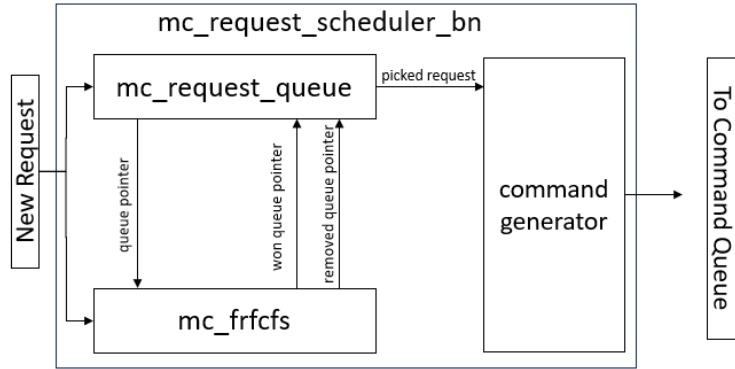 mc_request_scheduler_bn
New Request
mc_request_queue
picked request
queue pointer
won queue pointer
removed queue pointer
mc_frfcfs
command
generator
To Command Queue